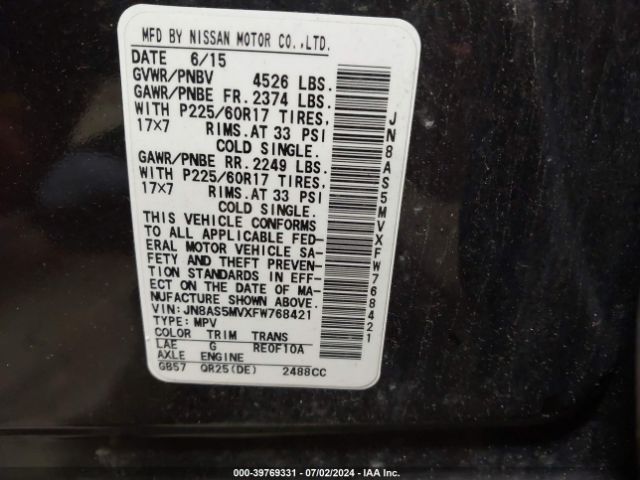 MFD BY NISSAN MOTOR CO.,LTD.
DATE 6/15
GVWR/PNBV 4526 LBS.
GAWR/PNBE FR. 2374 LBS.
WITH P225/60R17 TIRES,
17x7 RIMS.AT 33 PSI
COLD SINGLE.
GAWR/PNBE RR. 2249 LBS.
WITH P225/60R17 TIRES,
17x7 RIMS.AT 33 PSI
COLD SINGLE.
THIS VEHICLE CONFORMS
TO ALL APPLICABLE FED-
ERAL MOTOR VEHICLE SA-
FETY AND THEFT PREVEN-
TION STANDARDS IN EFF-
ECT ON THE DATE OF MA-
NUFACTURE SHOWN ABOVE.
VIN: JN8AS5MVXFW768421
TYPE: MPV
COLOR TRIM TRANS
LAE G RE0F10A
AXLE ENGINE
GB57 QR25(DE) 2488CC
JN8AS5MVXFW768421
000-39769331 - 07/02/2024 - IAA Inc.